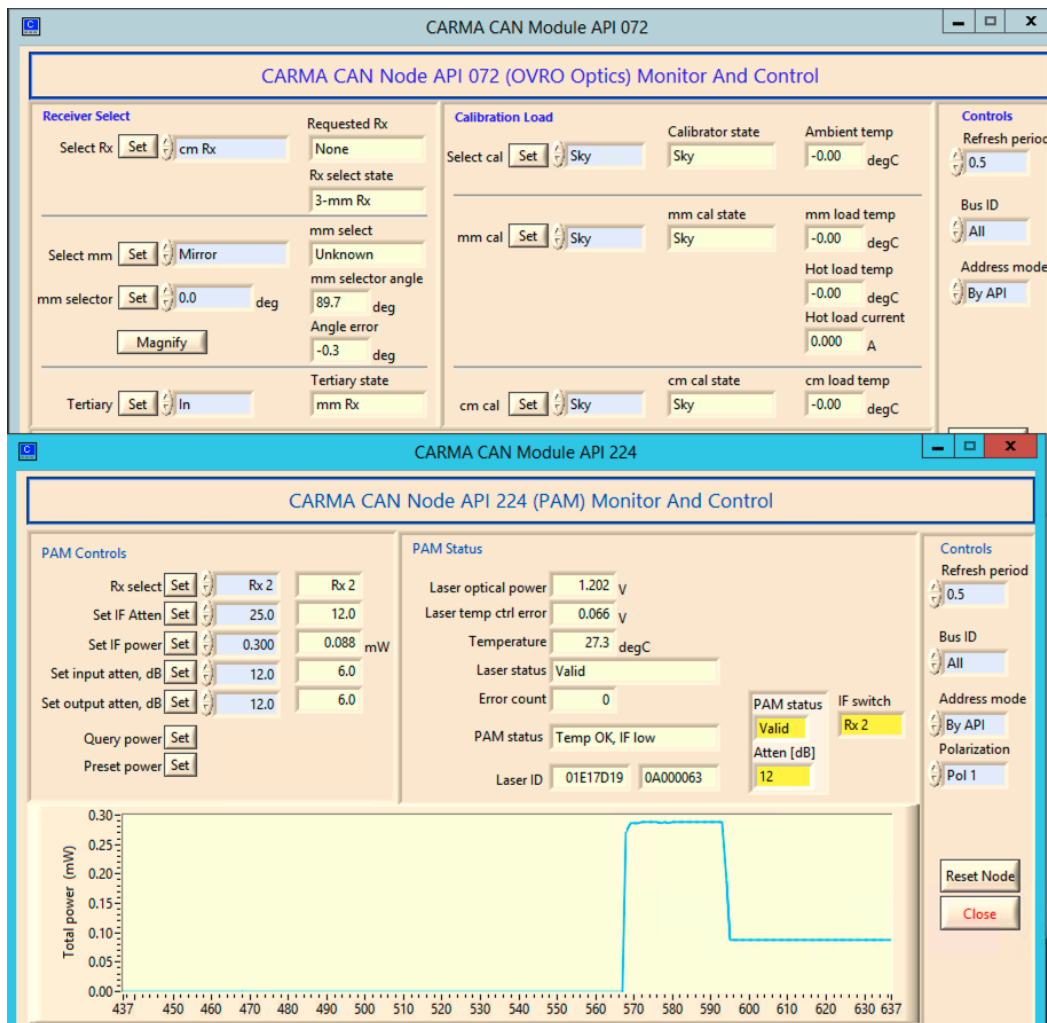 CARMA CAN Module API 072
CARMA CAN Node API 072 (OVRO Optics) Monitor And Control
Receiver Select
Select Rx Set cm Rx
Requested Rx
None
Rx select state
3-mm Rx
Select mm Set Mirror
mm select
Unknown
mm selector Set 0.0 deg
mm selector angle
89.7 deg
Magnify
Angle error
-0.3 deg
Tertiary Set In
Tertiary state
mm Rx
Calibration Load
Select cal Set Sky
Calibrator state
Sky
Ambient temp
-0.00 degC
mm cal Set Sky
mm cal state
Sky
mm load temp
-0.00 degC
Hot load temp
-0.00 degC
Hot load current
0.000 A
cm cal Set Sky
cm cal state
Sky
cm load temp
-0.00 degC
Controls
Refresh period
0.5
Bus ID
All
Address mode
By API
CARMA CAN Module API 224
CARMA CAN Node API 224 (PAM) Monitor And Control
PAM Controls
Rx select Set Rx 2 Rx 2
Set IF Atten Set 25.0 12.0
Set IF power Set 0.300 0.088 mW
Set input atten, dB Set 12.0 6.0
Set output atten, dB Set 12.0 6.0
Query power Set
Preset power Set
PAM Status
Laser optical power 1.202 V
Laser temp ctrl error 0.066 V
Temperature 27.3 degC
Laser status Valid
Error count 0
PAM status Temp OK, IF low
Laser ID 01E17D19 0A000063
PAM status
Valid
Atten [dB]
12
IF switch
Rx 2
Controls
Refresh period
0.5
Bus ID
All
Address mode
By API
Polarization
Pol 1
Reset Node
Close
Total power (mW)
0.30
0.25
0.20
0.15
0.10
0.05
0.00
437 450 460 470 480 490 500 510 520 530 540 550 560 570 580 590 600 610 620 630 637